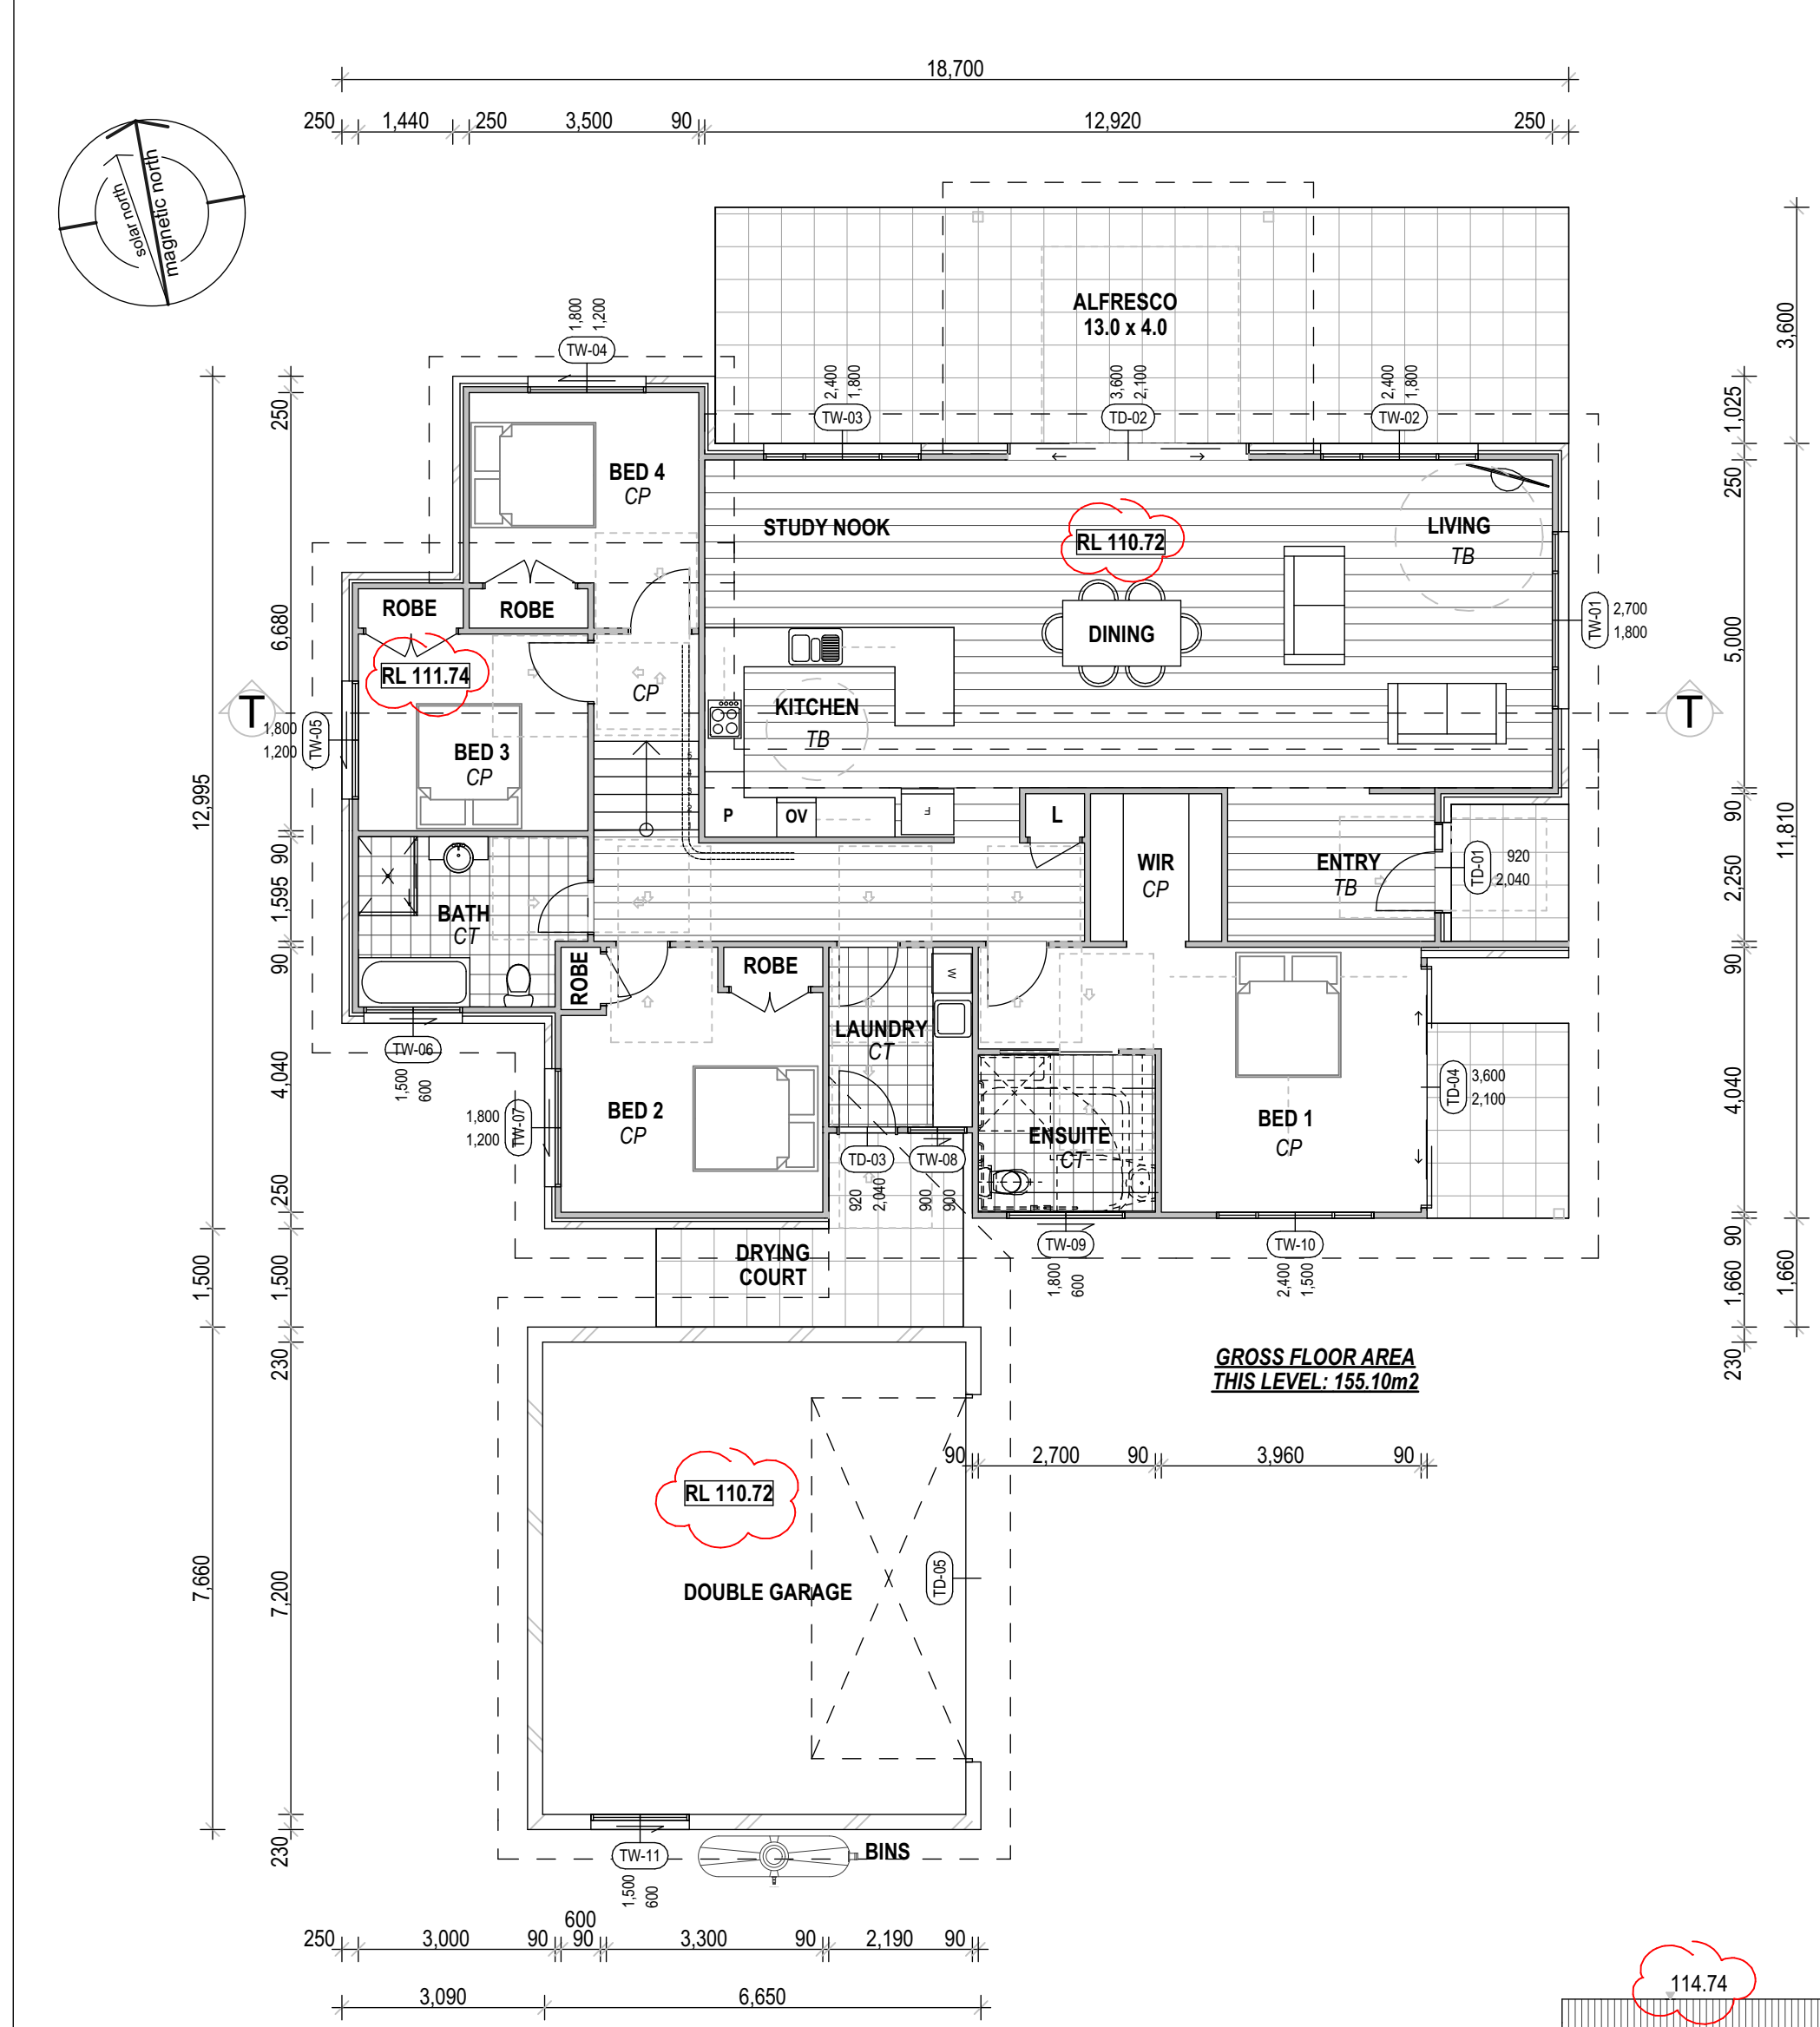 18,700
250 1,440 250 3,500 90 12,920 250
solar north
magnetic north
3,600
1,025
250
5,000
90
2,250
90
4,040
90
1,660
230
11,810
1,660
12,995
1,500
7,660
250
6,680
90
1,595
90
4,040
250
1,500
230
7,200
230
ALFRESCO
13.0 x 4.0
1,800
1,200
TW-04
2,400
1,800
TW-03
3,600
2,100
TD-02
2,400
1,800
TW-02
BED 4
CP
STUDY NOOK
RL 110.72
LIVING
TB
ROBE
ROBE
DINING
TW-01
2,700
1,800
RL 111.74
CP
T
T
1,800
1,200
TW-05
KITCHEN
TB
BED 3
CP
P
OV
F
L
WIR
CP
ENTRY
TB
TD-01
920
2,040
BATH
CT
ROBE
ROBE
W
LAUNDRY
CT
TW-06
1,500
600
1,800
1,200
TW-07
BED 2
CP
ENSUITE
CT
BED 1
CP
TD-04
3,600
2,100
TD-03
920
2,040
TW-08
900
900
TW-09
1,800
600
TW-10
2,400
1,500
DRYING
COURT
GROSS FLOOR AREA
THIS LEVEL: 155.10m2
90 2,700 90 3,960 90
RL 110.72
DOUBLE GARAGE
TD-05
TW-11
1,500
600
BINS
600
250 3,000 90 90 3,300 90 2,190 90
3,090 6,650
114.74